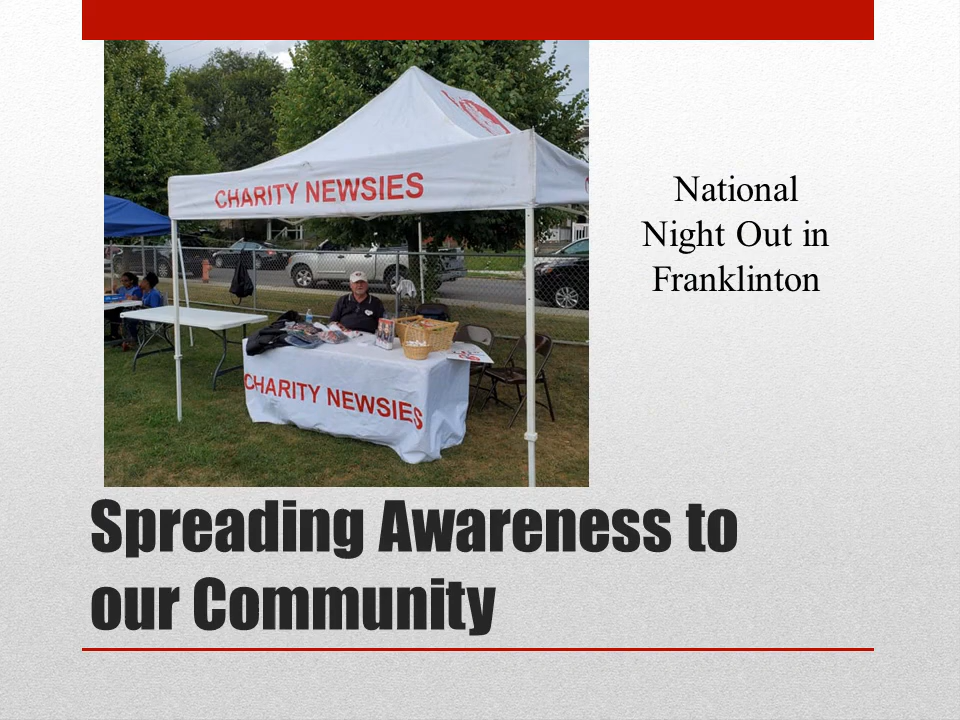 CHARITY NEWSIES
CHARITY NEWSIES
National
Night Out in
Franklinton
Spreading Awareness to
our Community